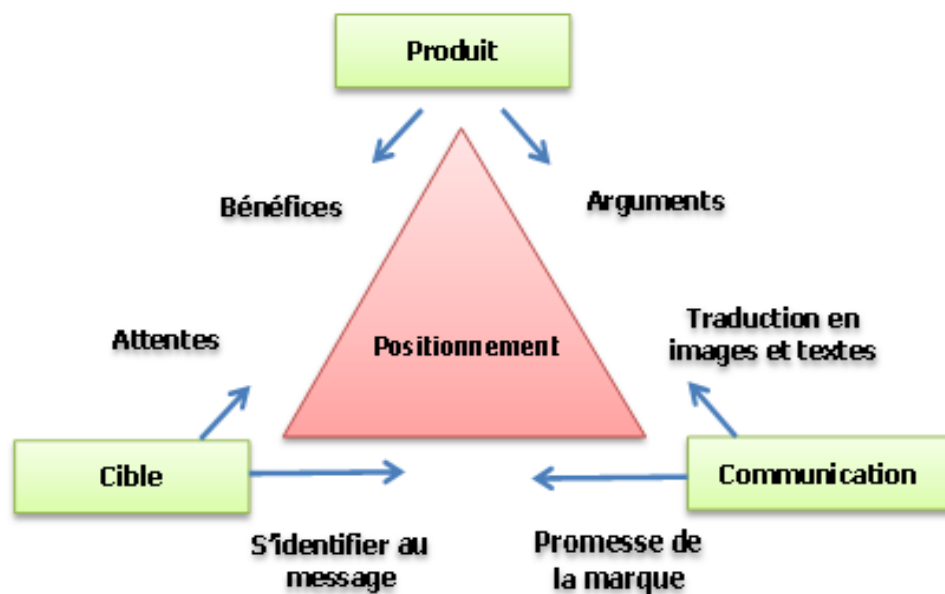 Produit
Bénéfices
Arguments
Attentes
Positionnement
Traduction en
images et textes
Cible
Communication
S'identifier au
message
Promesse de
la marque